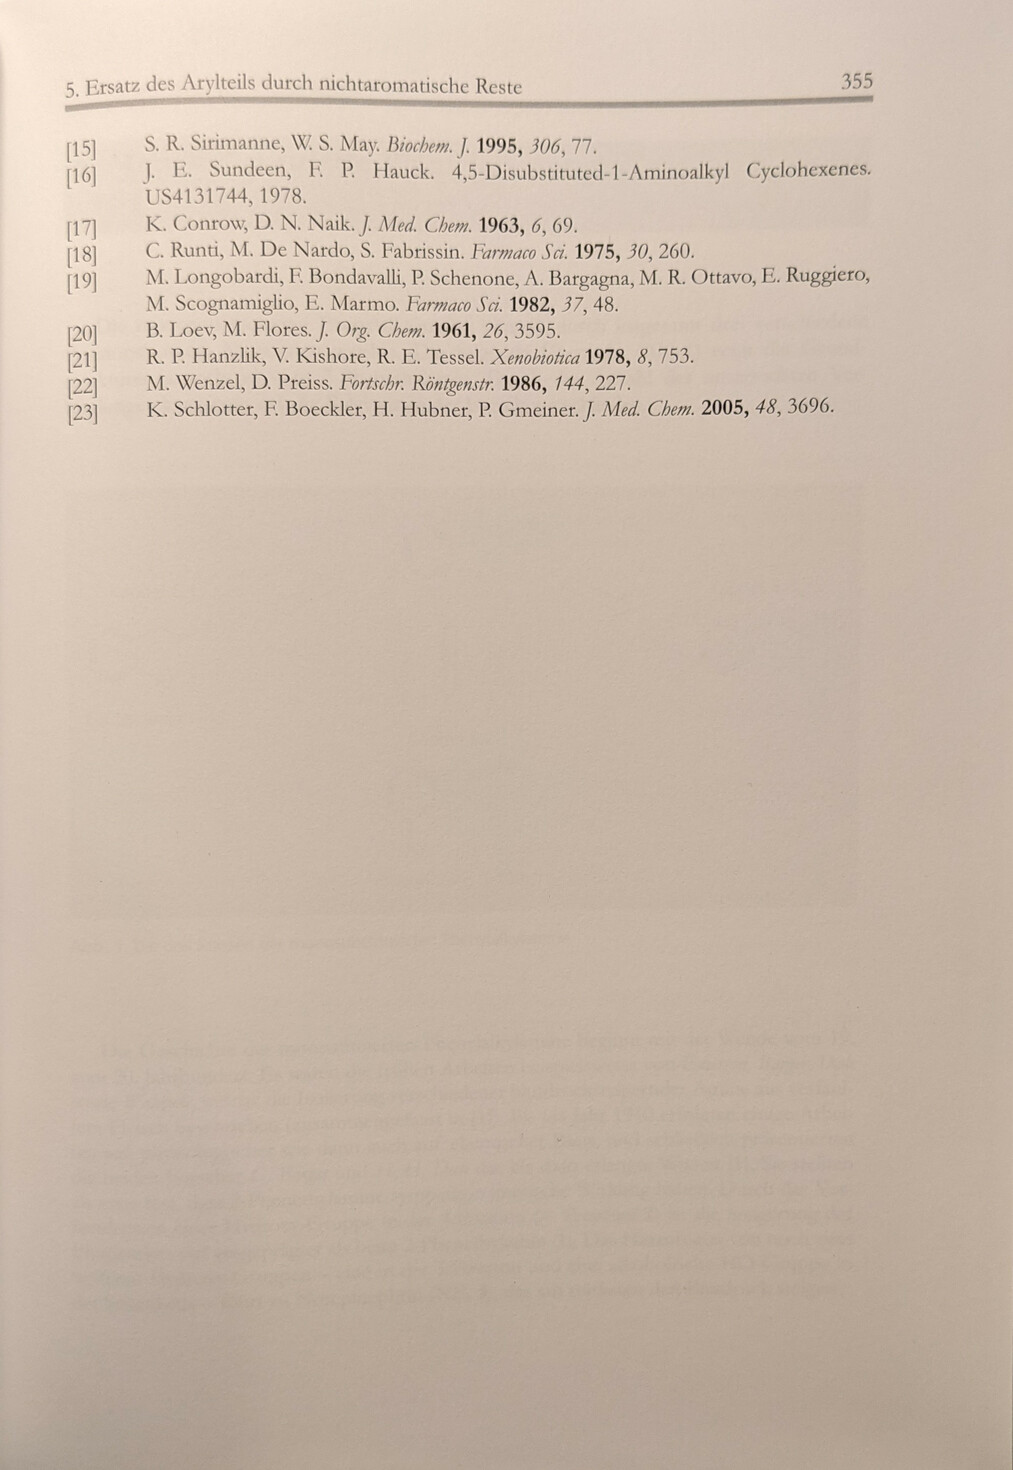 5. Ersatz des Arylteils durch nichtaromatische Reste 355
[15] S. R. Sirimanne, W. S. May. Biochem. J. 1995, 306, 77.
[16] J. E. Sundeen, F. P. Hauck. 4,5-Disubstituted-1-Aminoalkyl Cyclohexenes.
US4131744, 1978.
[17] K. Conrow, D. N. Naik. J. Med. Chem. 1963, 6, 69.
[18] C. Runti, M. De Nardo, S. Fabrissin. Farmaco Sci. 1975, 30, 260.
[19] M. Longobardi, F. Bondavalli, P. Schenone, A. Bargagna, M. R. Ottavo, E. Ruggiero,
M. Scognamiglio, E. Marmo. Farmaco Sci. 1982, 37, 48.
[20] B. Loev, M. Flores. J. Org. Chem. 1961, 26, 3595.
[21] R. P. Hanzlik, V. Kishore, R. E. Tessel. Xenobiotica 1978, 8, 753.
[22] M. Wenzel, D. Preiss. Fortschr. Röntgenstr. 1986, 144, 227.
[23] K. Schlotter, F. Boeckler, H. Hubner, P. Gmeiner. J. Med. Chem. 2005, 48, 3696.